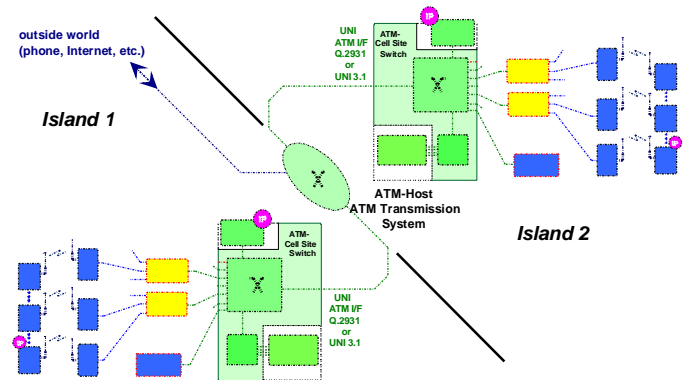 outside world
(phone, Internet, etc.)
Island 1
UNI
ATM I/F
Q.2931
or
UNI 3.1
IP
ATM-
Cell Site
Switch
IP
ATM-Host
ATM Transmission
System
Island 2
IP
ATM-
Cell Site
Switch
UNI
ATM I/F
Q.2931
or
UNI 3.1
IP